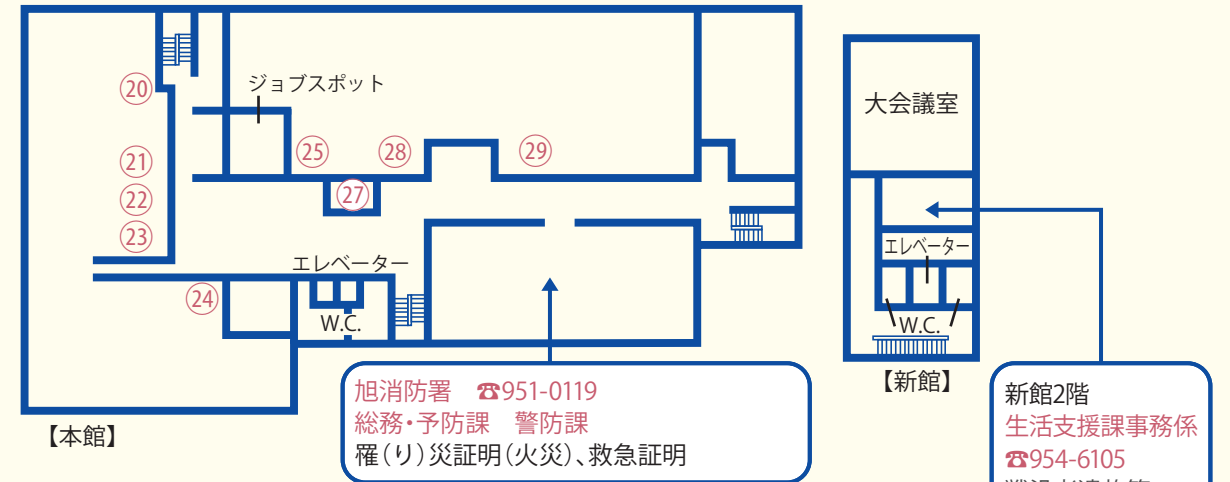 ⑳
ジョブスポット
大会議室
㉑
㉕
㉘
㉙
㉒
㉗
㉓
エレベーター
エレベーター
㉔
W.C.
W.C.
【新館】
【本館】
旭消防署 ☎951-0119
総務・予防課 警防課
罹(り)災証明(火災)、救急証明
新館2階
生活支援課事務係
☎954-6105